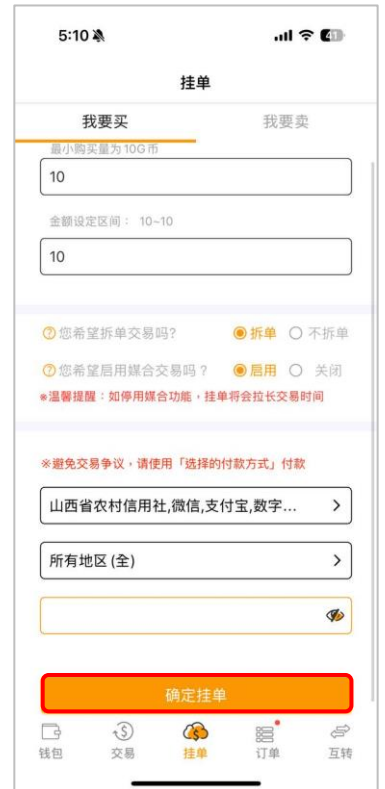 5:10
41
挂单
我要买 我要卖
最小购买量为 10G 币
10
金额设定区间： 10~10
10
您希望拆单交易吗? 拆单 不拆单
您希望启用媒合交易吗？ 启用 关闭
※温馨提醒：如停用媒合功能，挂单将会拉长交易时间
※避免交易争议，请使用「选择的付款方式」付款
山西省农村信用社,微信,支付宝,数字...
所有地区 (全)
确定挂单
钱包 交易 挂单 订单 互转